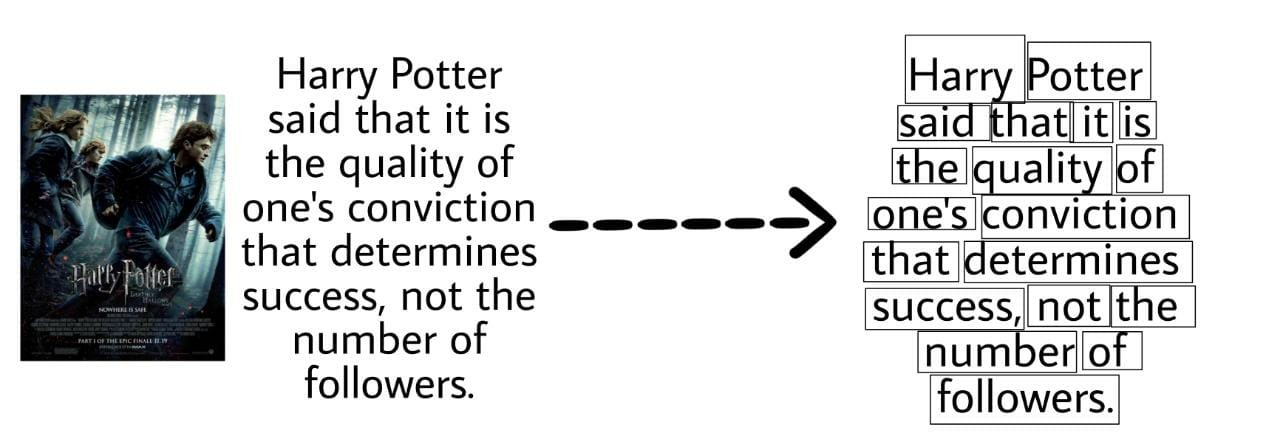 Harry Potter
said that it is
the quality of
one's conviction
that determines
success, not the
number of
followers.
Harry Potter
NOWHERE IS SAFE
PART 1 OF THE EPIC FINALE 11.19
Harry Potter
said that it is
the quality of
one's conviction
that determines
success, not the
number of
followers.